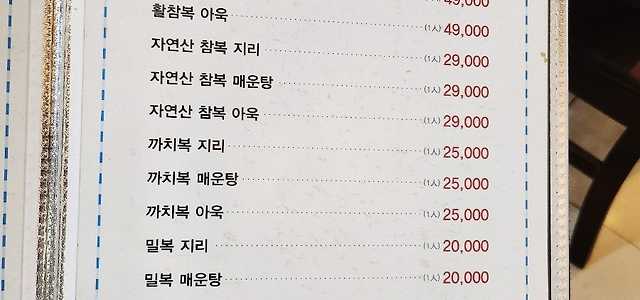 49,000
활참복 아욱 (1人) 49,000
자연산 참복 지리 (1人) 29,000
자연산 참복 매운탕 (1人) 29,000
자연산 참복 아욱 (1人) 29,000
까치복 지리 (1人) 25,000
까치복 매운탕 (1人) 25,000
까치복 아욱 (1人) 25,000
밀복 지리 (1人) 20,000
밀복 매운탕 (1人) 20,000